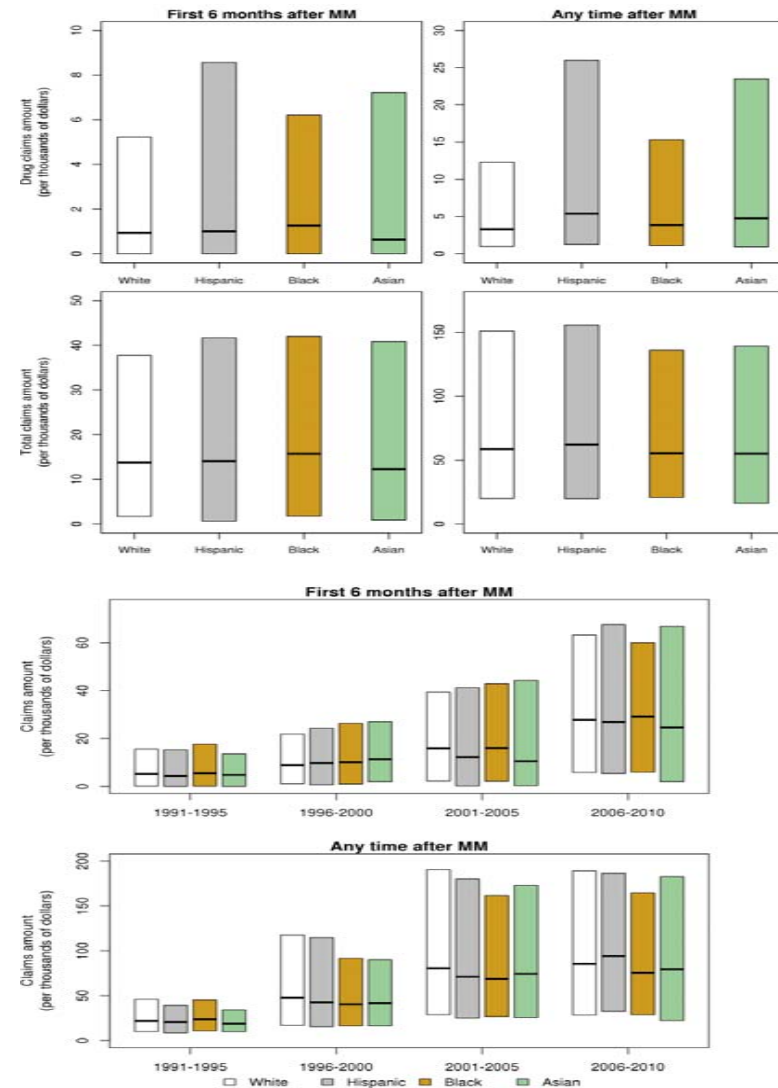 First 6 months after MM
Any time after MM
Drug claims amount
(per thousands of dollars)
10
8
6
4
2
0
White Hispanic Black Asian
30
25
20
15
10
5
0
White Hispanic Black Asian
Total claims amount
(per thousands of dollars)
50
40
30
20
10
0
White Hispanic Black Asian
150
100
50
0
White Hispanic Black Asian
First 6 months after MM
Claims amount
(per thousands of dollars)
60
40
20
0
1991-1995 1996-2000 2001-2005 2006-2010
Any time after MM
Claims amount
(per thousands of dollars)
200
150
100
50
0
1991-1995 1996-2000 2001-2005 2006-2010
White Hispanic Black Asian